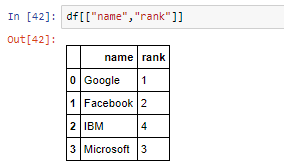 In [42]: df[["name","rank"]]
Out[42]:
name rank
0 Google 1
1 Facebook 2
2 IBM 4
3 Microsoft 3